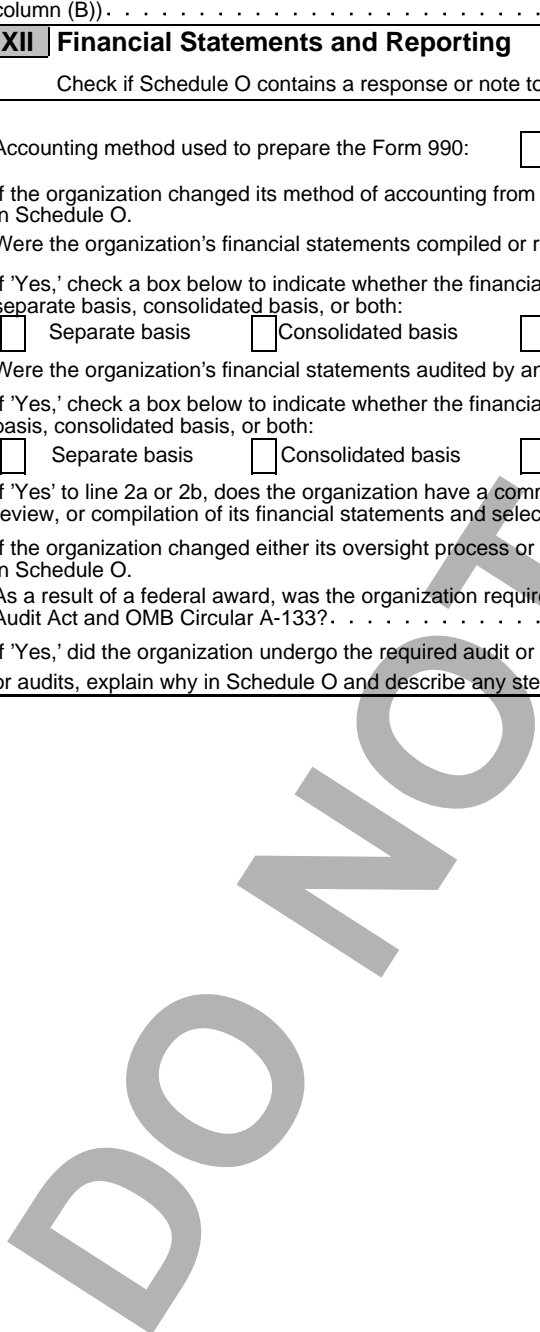 column (B)) . . . . . . . . . . . . . . . . . . . . . . . .
XII Financial Statements and Reporting
Check if Schedule O contains a response or note to
Accounting method used to prepare the Form 990:
If the organization changed its method of accounting from
in Schedule O.
Were the organization's financial statements compiled or r
If 'Yes,' check a box below to indicate whether the financia
separate basis, consolidated basis, or both:
Separate basis Consolidated basis
Were the organization's financial statements audited by an
If 'Yes,' check a box below to indicate whether the financia
basis, consolidated basis, or both:
Separate basis Consolidated basis
If 'Yes' to line 2a or 2b, does the organization have a comm
review, or compilation of its financial statements and selec
If the organization changed either its oversight process or
in Schedule O.
As a result of a federal award, was the organization require
Audit Act and OMB Circular A-133? . . . . . . . . . . . .
If 'Yes,' did the organization undergo the required audit or
or audits, explain why in Schedule O and describe any ste
DO NOT